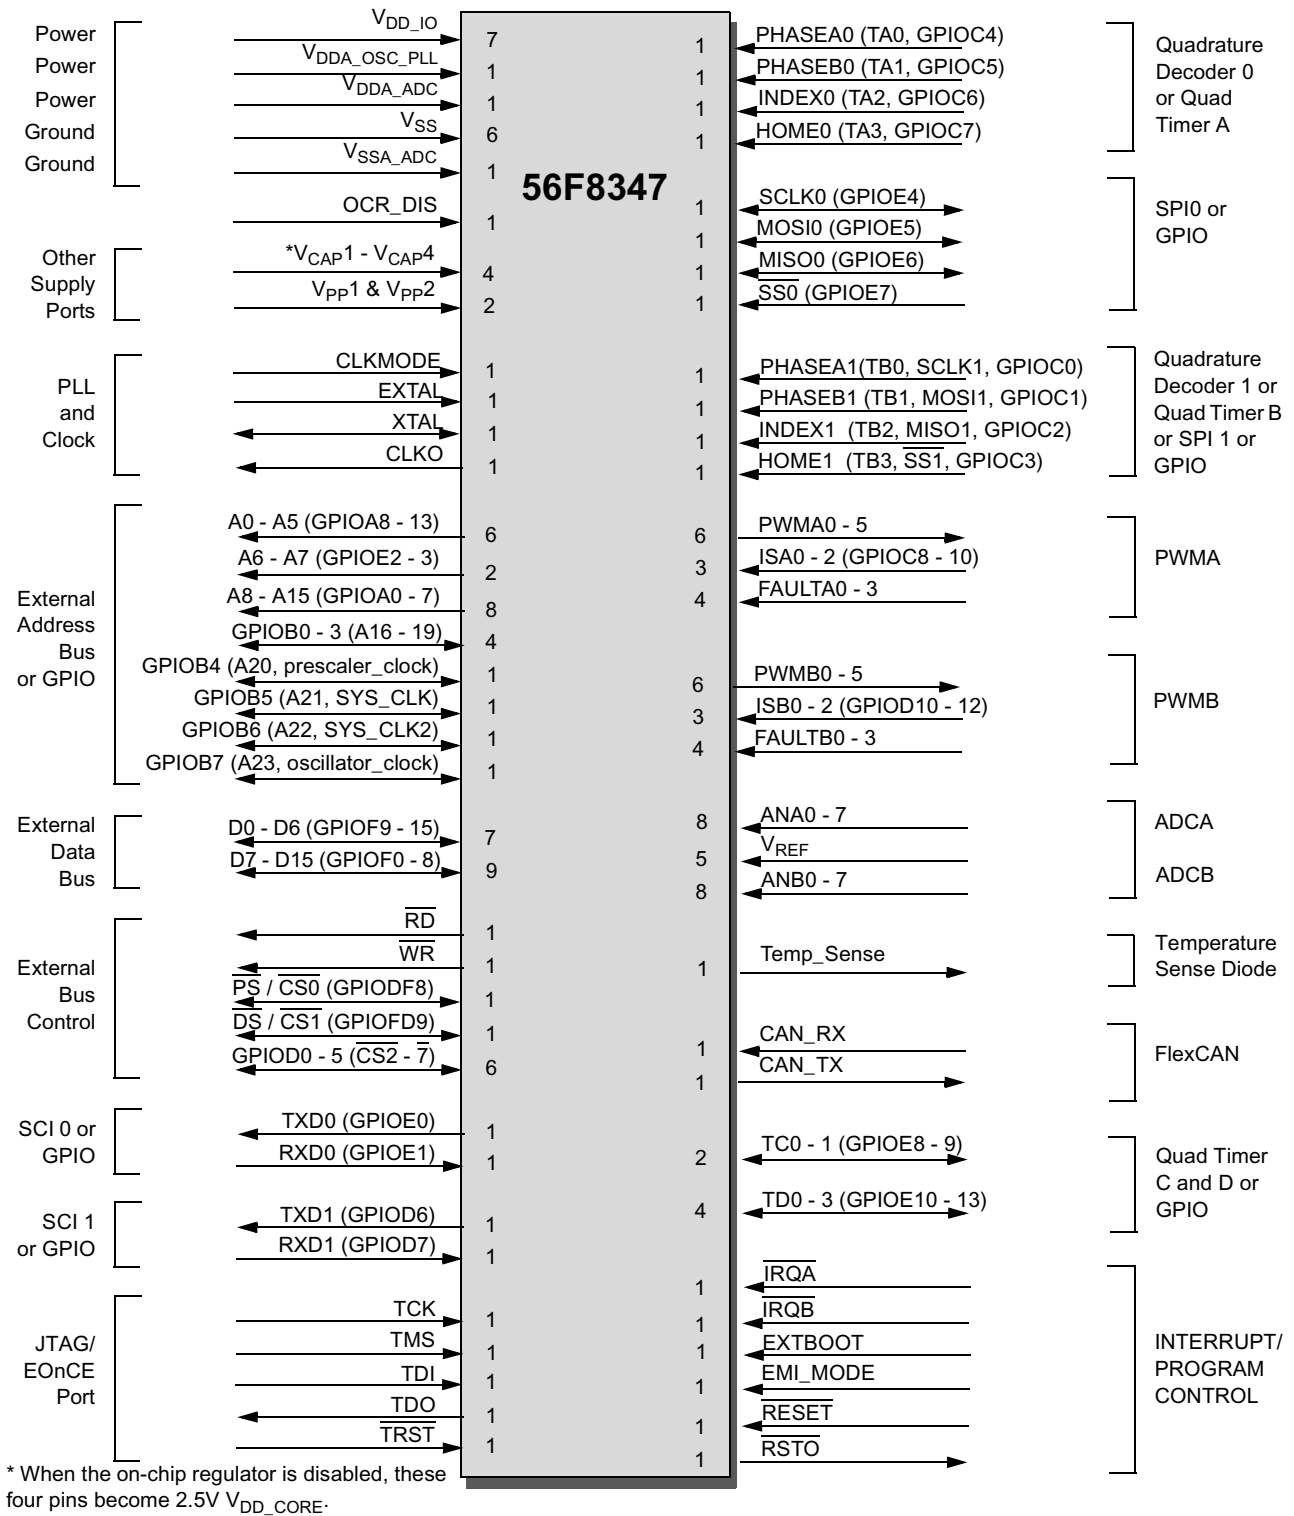 Power
Power
Power
Ground
Ground
V_DD_IO 7
V_DDA_OSC_PLL 1
V_DDA_ADC 1
V_SS 6
V_SSA_ADC 1
OCR_DIS 1
Other
Supply
Ports
*V_CAP1 - V_CAP4 4
V_PP1 & V_PP2 2
PLL
and
Clock
CLKMODE 1
EXTAL 1
XTAL 1
CLKO 1
External
Address
Bus
or GPIO
A0 - A5 (GPIOA8 - 13) 6
A6 - A7 (GPIOE2 - 3) 2
A8 - A15 (GPIOA0 - 7) 8
GPIOB0 - 3 (A16 - 19) 4
GPIOB4 (A20, prescaler_clock) 1
GPIOB5 (A21, SYS_CLK) 1
GPIOB6 (A22, SYS_CLK2) 1
GPIOB7 (A23, oscillator_clock) 1
External
Data
Bus
D0 - D6 (GPIOF9 - 15) 7
D7 - D15 (GPIOF0 - 8) 9
External
Bus
Control
R̅D̅ 1
W̅R̅ 1
P̅S̅ / C̅S̅0̅ (GPIODF8) 1
D̅S̅ / C̅S̅1̅ (GPIOFD9) 1
GPIOD0 - 5 (C̅S̅2̅ - 7̅) 6
SCI 0 or
GPIO
TXD0 (GPIOE0) 1
RXD0 (GPIOE1) 1
SCI 1
or GPIO
TXD1 (GPIOD6) 1
RXD1 (GPIOD7) 1
JTAG/
EOnCE
Port
TCK 1
TMS 1
TDI 1
TDO 1
T̅R̅S̅T̅ 1
* When the on-chip regulator is disabled, these
four pins become 2.5V V_DD_CORE.
56F8347
1 PHASEA0 (TA0, GPIOC4)
1 PHASEB0 (TA1, GPIOC5)
1 INDEX0 (TA2, GPIOC6)
1 HOME0 (TA3, GPIOC7)
Quadrature
Decoder 0
or Quad
Timer A
1 SCLK0 (GPIOE4)
1 MOSI0 (GPIOE5)
1 MISO0 (GPIOE6)
1 S̅S̅0̅ (GPIOE7)
SPI0 or
GPIO
1 PHASEA1(TB0, SCLK1, GPIOC0)
1 PHASEB1 (TB1, MOSI1, GPIOC1)
1 INDEX1 (TB2, MISO1, GPIOC2)
1 HOME1 (TB3, S̅S̅1̅, GPIOC3)
Quadrature
Decoder 1 or
Quad Timer B
or SPI 1 or
GPIO
6 PWMA0 - 5
3 ISA0 - 2 (GPIOC8 - 10)
4 FAULTA0 - 3
PWMA
6 PWMB0 - 5
3 ISB0 - 2 (GPIOD10 - 12)
4 FAULTB0 - 3
PWMB
8 ANA0 - 7
5 V_REF
8 ANB0 - 7
ADCA
ADCB
1 Temp_Sense
Temperature
Sense Diode
1 CAN_RX
1 CAN_TX
FlexCAN
2 TC0 - 1 (GPIOE8 - 9)
4 TD0 - 3 (GPIOE10 - 13)
Quad Timer
C and D or
GPIO
1 I̅R̅Q̅A̅
1 I̅R̅Q̅B̅
1 EXTBOOT
1 EMI_MODE
1 R̅E̅S̅E̅T̅
1 R̅S̅T̅O̅
INTERRUPT/
PROGRAM
CONTROL